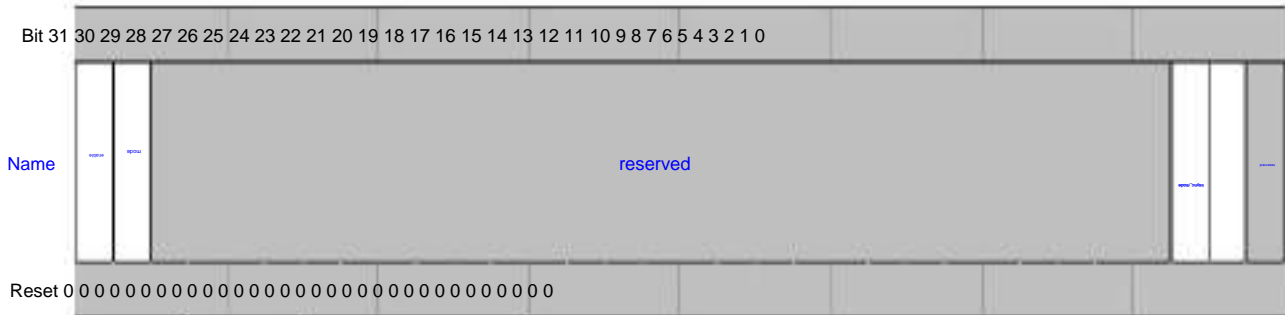 Bit 31 30 29 28 27 26 25 24 23 22 21 20 19 18 17 16 15 14 13 12 11 10 9 8 7 6 5 4 3 2 1 0
Name enable mode reserved reserved
Reset 0 0 0 0 0 0 0 0 0 0 0 0 0 0 0 0 0 0 0 0 0 0 0 0 0 0 0 0 0 0 0 0